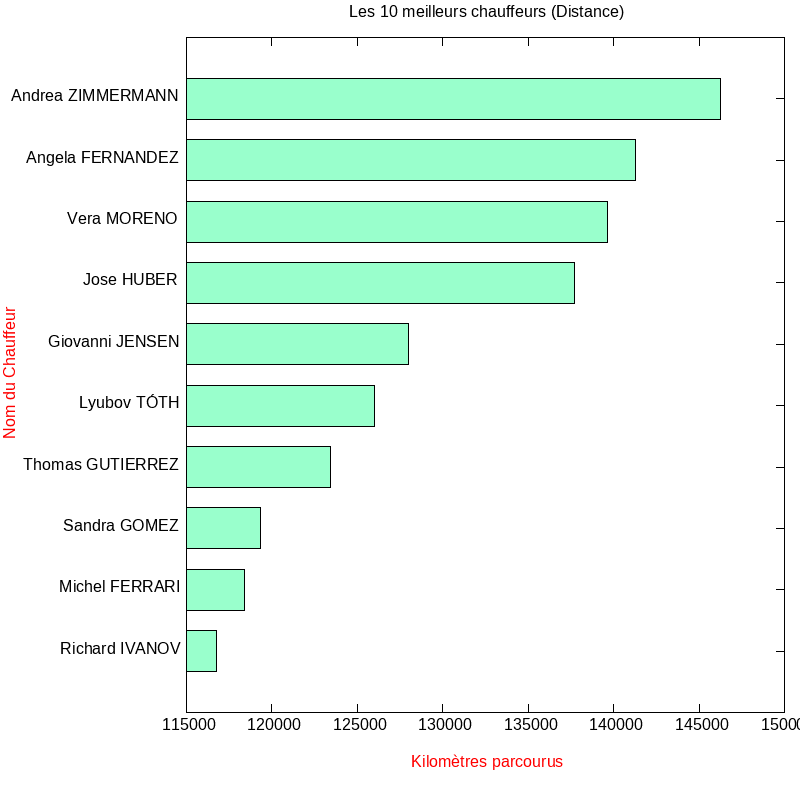 Les 10 meilleurs chauffeurs (Distance)
Andrea ZIMMERMANN
Angela FERNANDEZ
Vera MORENO
Jose HUBER
Giovanni JENSEN
Lyubov TÓTH
Thomas GUTIERREZ
Sandra GOMEZ
Michel FERRARI
Richard IVANOV
Nom du Chauffeur
115000 120000 125000 130000 135000 140000 145000 15000
Kilomètres parcourus